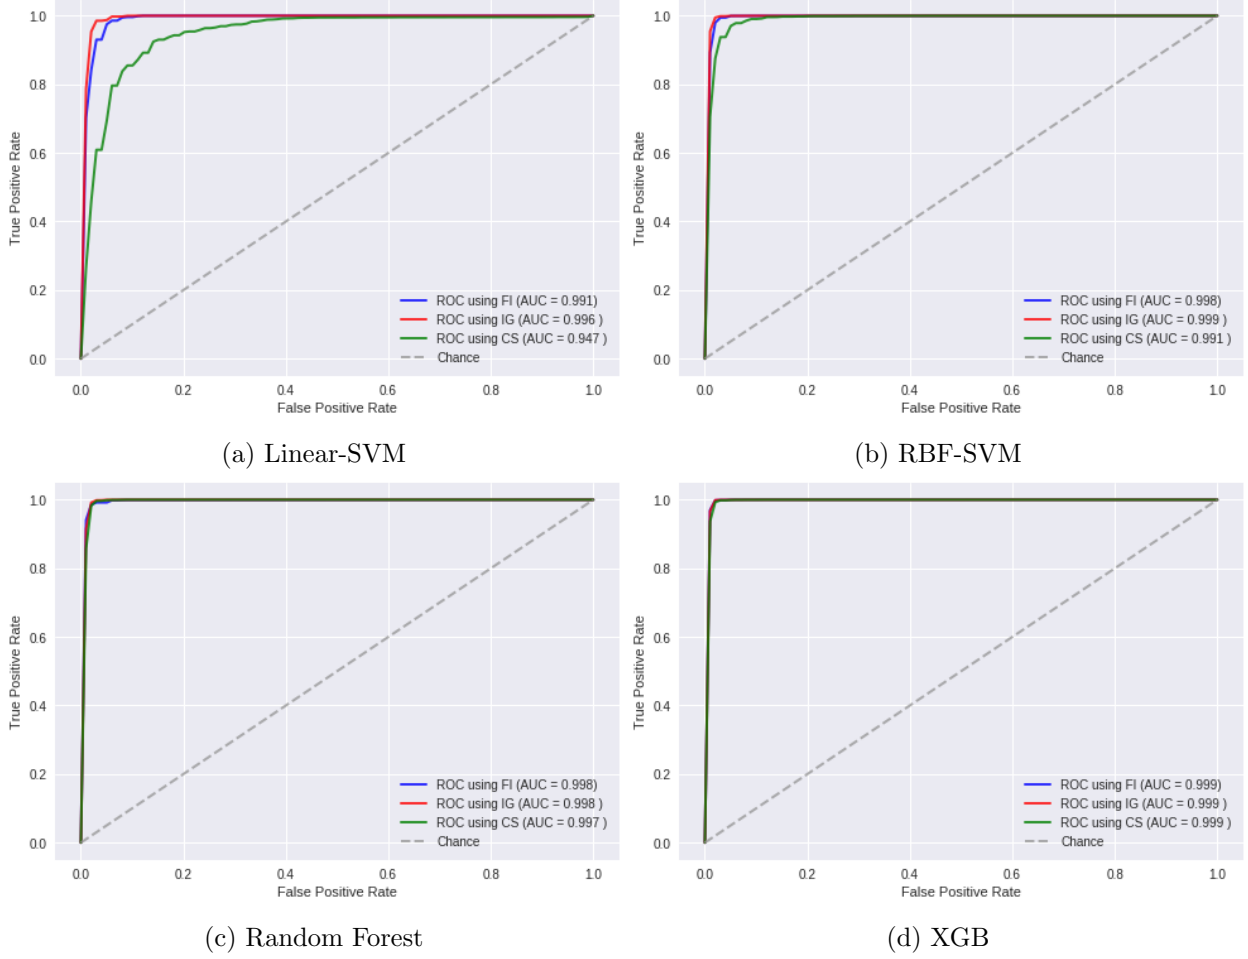 1.0
0.8
0.6
0.4
0.2
0.0
True Positive Rate
ROC using FI (AUC = 0.991)
ROC using IG (AUC = 0.996 )
ROC using CS (AUC = 0.947 )
Chance
0.0 0.2 0.4 0.6 0.8 1.0
False Positive Rate
(a) Linear-SVM
1.0
0.8
0.6
0.4
0.2
0.0
True Positive Rate
ROC using FI (AUC = 0.998)
ROC using IG (AUC = 0.999 )
ROC using CS (AUC = 0.991 )
Chance
0.0 0.2 0.4 0.6 0.8 1.0
False Positive Rate
(b) RBF-SVM
1.0
0.8
0.6
0.4
0.2
0.0
True Positive Rate
ROC using FI (AUC = 0.998)
ROC using IG (AUC = 0.998 )
ROC using CS (AUC = 0.997 )
Chance
0.0 0.2 0.4 0.6 0.8 1.0
False Positive Rate
(c) Random Forest
1.0
0.8
0.6
0.4
0.2
0.0
True Positive Rate
ROC using FI (AUC = 0.999)
ROC using IG (AUC = 0.999 )
ROC using CS (AUC = 0.999 )
Chance
0.0 0.2 0.4 0.6 0.8 1.0
False Positive Rate
(d) XGB